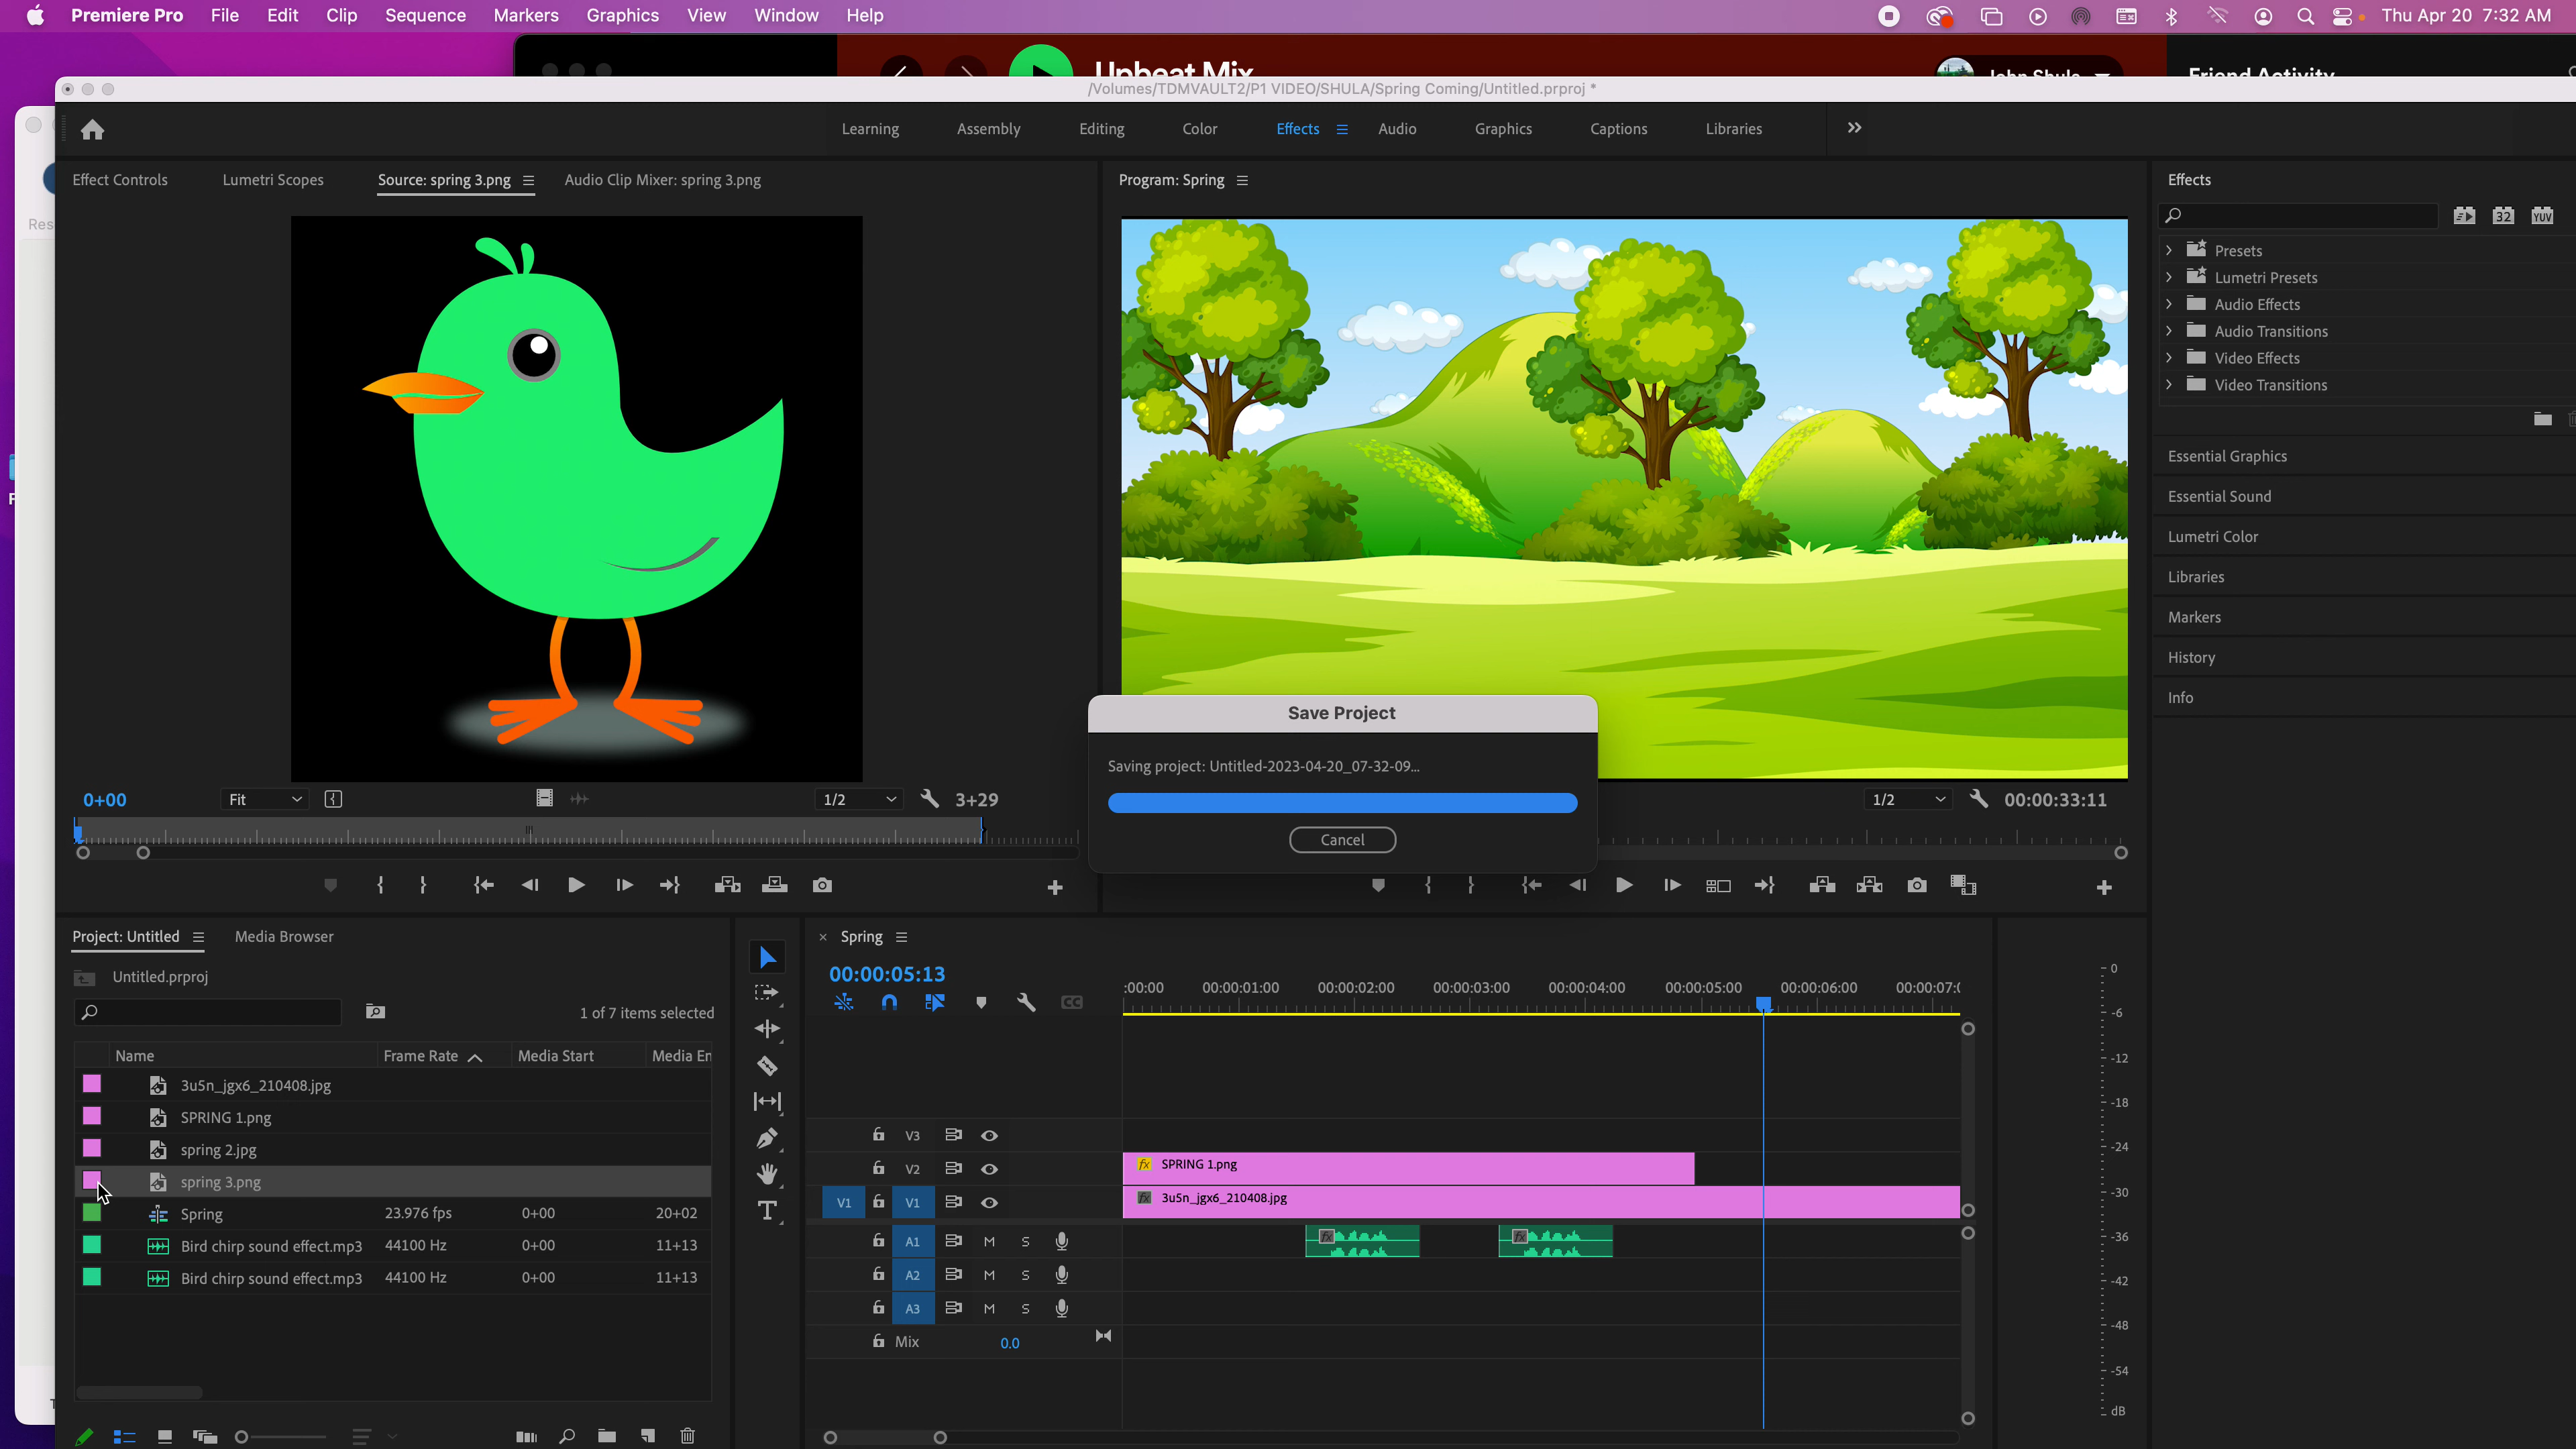 Premiere Pro File Edit Clip Sequence Markers Graphics View Window Help Thu Apr 20 7:32 AM
Upbeat Mix John Shula Friend Activity
/Volumes/TDMVAULT2/P1 VIDEO/SHULA/Spring Coming/Untitled.prproj *
Learning Assembly Editing Color Effects Audio Graphics Captions Libraries
Effect Controls Lumetri Scopes Source: spring 3.png Audio Clip Mixer: spring 3.png Program: Spring Effects
32 YUV
Res
Presets
Lumetri Presets
Audio Effects
Audio Transitions
Video Effects
Video Transitions
Essential Graphics
Essential Sound
Lumetri Color
Libraries
Markers
History
Info
Save Project
Saving project: Untitled-2023-04-20_07-32-09...
Cancel
0+00 Fit 1/2 3+29 1/2 00:00:33:11
Project: Untitled Media Browser
Untitled.prproj
1 of 7 items selected
Name Frame Rate Media Start Media En
3u5n_jgx6_210408.jpg
SPRING 1.png
spring 2.jpg
spring 3.png
Spring 23.976 fps 0+00 20+02
Bird chirp sound effect.mp3 44100 Hz 0+00 11+13
Bird chirp sound effect.mp3 44100 Hz 0+00 11+13
× Spring
00:00:05:13
CC
:00:00 00:00:01:00 00:00:02:00 00:00:03:00 00:00:04:00 00:00:05:00 00:00:06:00 00:00:07:0
V3
V2 fx SPRING 1.png
V1 V1 fx 3u5n_jgx6_210408.jpg
A1 M S fx fx
A2 M S
A3 M S
Mix 0.0
0
-6
-12
-18
-24
-30
-36
-42
-48
-54
dB